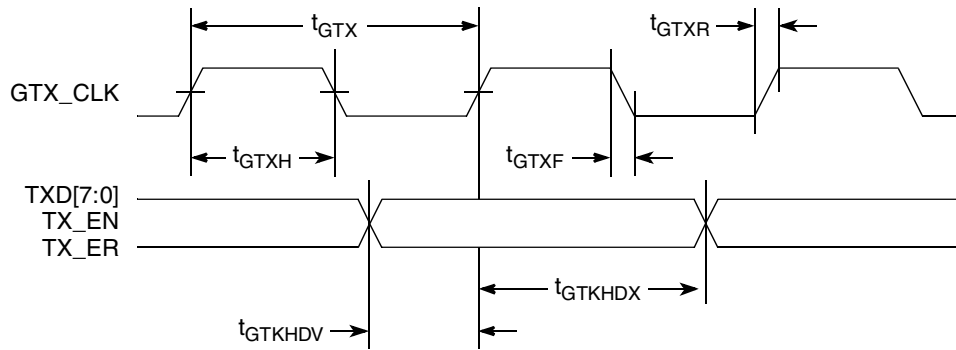 tGTX
tGTXR
GTX_CLK
tGTXH
tGTXF
TXD[7:0]
TX_EN
TX_ER
tGTKHDX
tGTKHDV